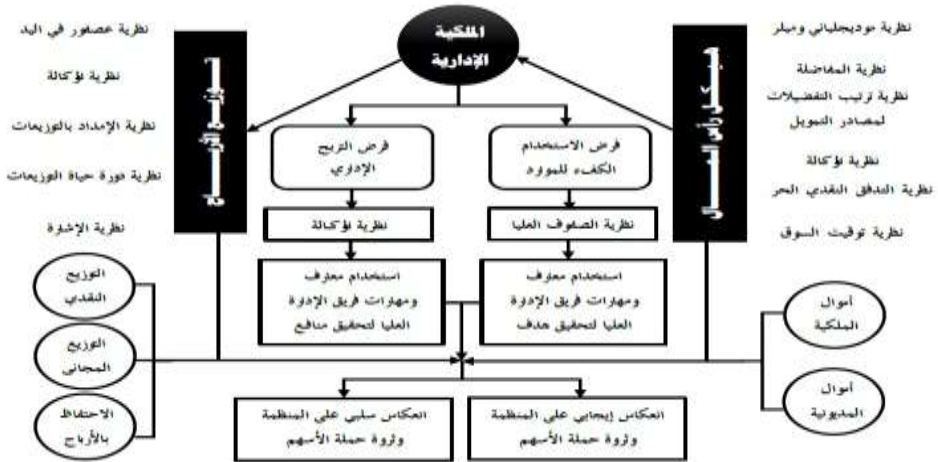 الملكية
الإدارية
هيكل رأس المال
نظرية موديجلياني وميلر
نظرية المفاضلة
نظرية ترتيب التفضيلات
لمصادر التمويل
نظرية الوكالة
نظرية التدفق النقدي الحر
نظرية توقيت السوق
توزيع الأرباح
نظرية عصفور في اليد
نظرية الوكالة
نظرية الإمداد بالتوزيعات
نظرية دورة حياة التوزيعات
نظرية الإشارة
فرض الاستخدام
الكفء للموارد
فرض التربح
الإداري
نظرية الصفوف العليا
نظرية الوكالة
استخدام معارف
ومهارات فريق الإدارة
العليا لتحقيق هدف
استخدام معارف
ومهارات فريق الإدارة
العليا لتحقيق منافع
أموال
الملكية
أموال
المديونية
التوزيع
النقدي
التوزيع
المجاني
الاحتفاظ
بالأرباح
انعكاس إيجابي على المنظمة
وثروة حملة الأسهم
انعكاس سلبي على المنظمة
وثروة حملة الأسهم